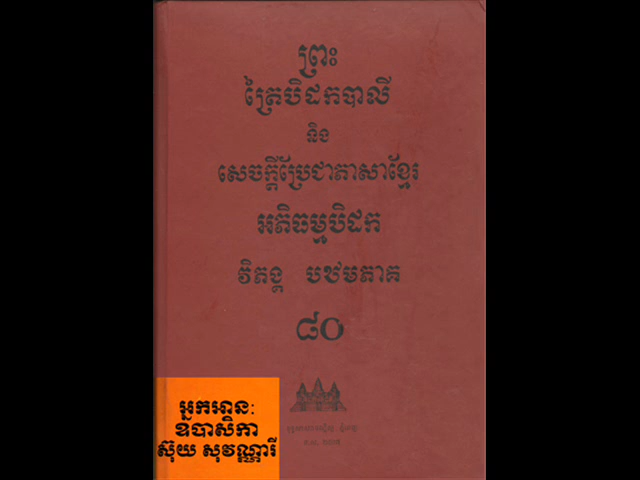 ព្រះ
ត្រៃបិដកបាលី
និង
សេចក្ដីប្រែជាភាសាខ្មែរ
អភិធម្មបិដក
វិភង្គ បឋមភាគ
៨០
អ្នកអាន:
ឧបាសិកា
ស៊ុយ សុវណ្ណារី